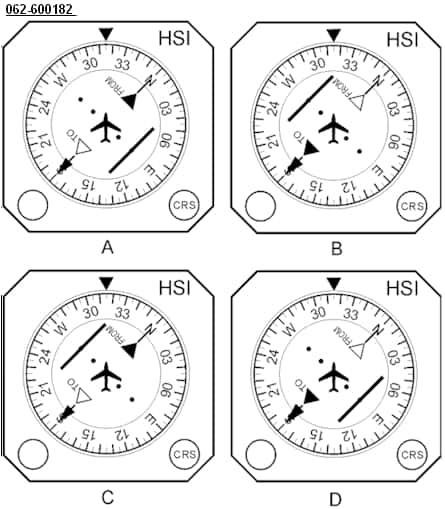 062-600182
HSI
30 33
W FROM N
24 03
21 TO 06
15 12 E
CRS
A
HSI
30 33
W FROM N
24 03
21 TO 06
15 12 E
CRS
B
HSI
30 33
W FROM N
24 03
21 TO 06
15 12 E
CRS
C
HSI
30 33
W FROM N
24 03
21 TO 06
15 12 E
CRS
D